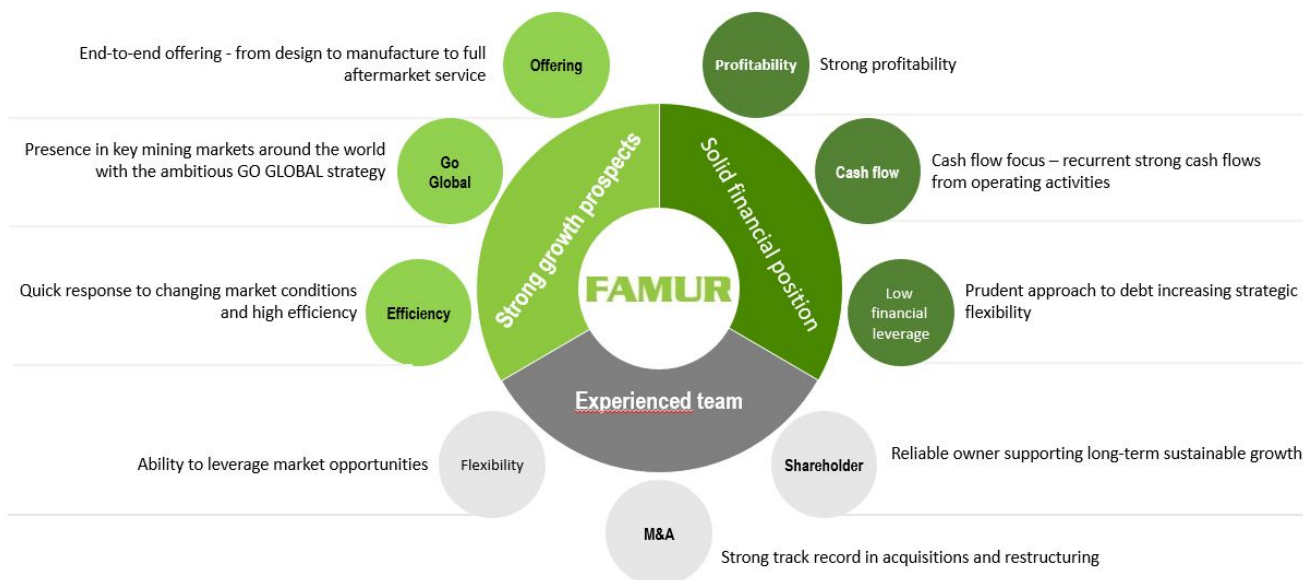 End-to-end offering - from design to manufacture to full
aftermarket service
Offering
Profitability
Strong profitability
Presence in key mining markets around the world
with the ambitious GO GLOBAL strategy
Go
Global
Cash flow
Cash flow focus – recurrent strong cash flows
from operating activities
Strong growth prospects
Solid financial position
FAMUR
Quick response to changing market conditions
and high efficiency
Efficiency
Low
financial
leverage
Prudent approach to debt increasing strategic
flexibility
Experienced team
Ability to leverage market opportunities
Flexibility
Shareholder
Reliable owner supporting long-term sustainable growth
M&A
Strong track record in acquisitions and restructuring